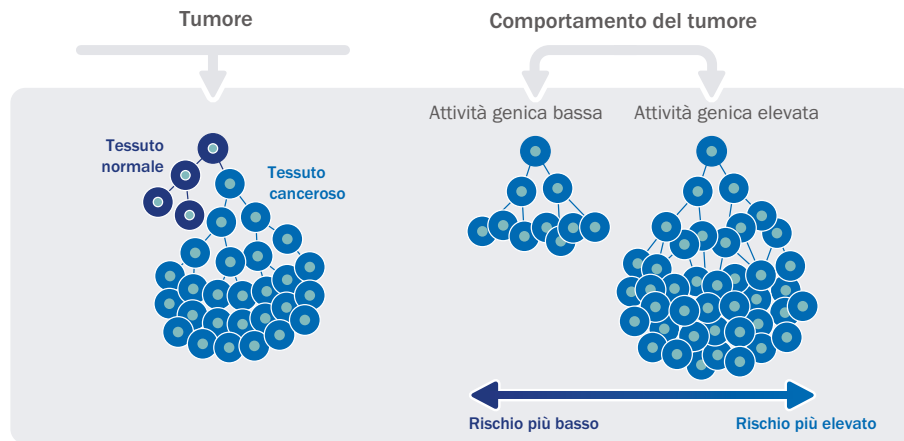 Tumore
Comportamento del tumore
Attività genica bassa
Attività genica elevata
Tessuto
normale
Tessuto
canceroso
Rischio più basso
Rischio più elevato